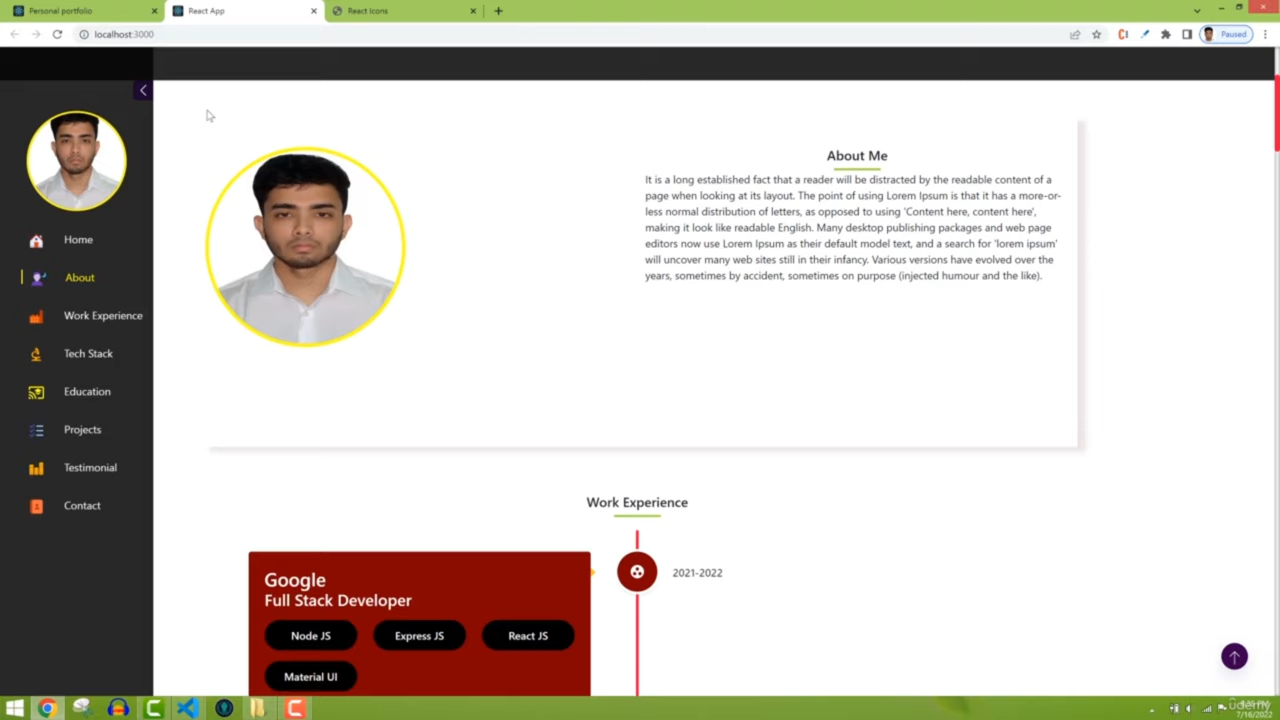 Personal portfolio
React App
React Icons
localhost:3000
Paused
Home
About
Work Experience
Tech Stack
Education
Projects
Testimonial
Contact
About Me
It is a long established fact that a reader will be distracted by the readable content of a
page when looking at its layout. The point of using Lorem Ipsum is that it has a more-or-
less normal distribution of letters, as opposed to using 'Content here, content here',
making it look like readable English. Many desktop publishing packages and web page
editors now use Lorem Ipsum as their default model text, and a search for 'lorem ipsum'
will uncover many web sites still in their infancy. Various versions have evolved over the
years, sometimes by accident, sometimes on purpose (injected humour and the like).
Work Experience
2021-2022
Google
Full Stack Developer
Node JS
Express JS
React JS
Material UI
udemy
7/16/2022